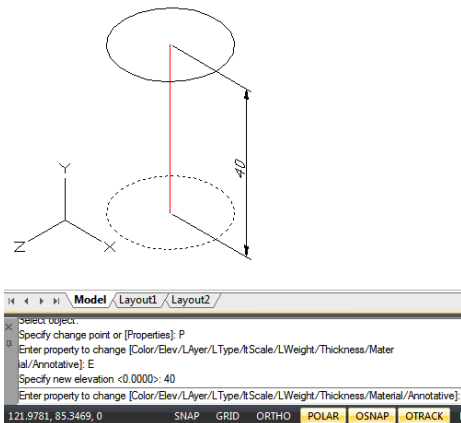 40
Y
Z
X
Model Layout1 Layout2
Select object:
Specify change point or [Properties]: P
Enter property to change [Color/Elev/LAyer/LType/ltScale/LWeight/Thickness/Mater
ial/Annotative]: E
Specify new elevation <0.0000>: 40
Enter property to change [Color/Elev/LAyer/LType/ltScale/LWeight/Thickness/Material/Annotative]:
121.9781, 85.3469, 0 SNAP GRID ORTHO POLAR OSNAP OTRACK